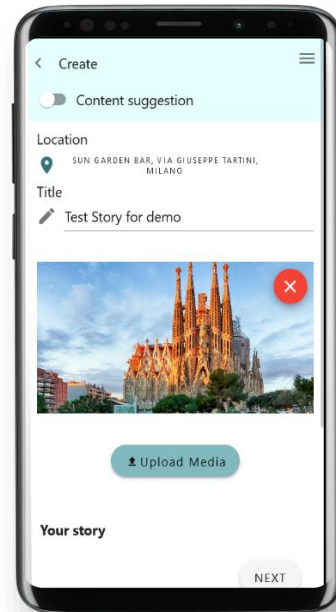 Create
Content suggestion
Location
SUN GARDEN BAR, VIA GIUSEPPE TARTINI,
MILANO
Title
Test Story for demo
Upload Media
Your story
NEXT